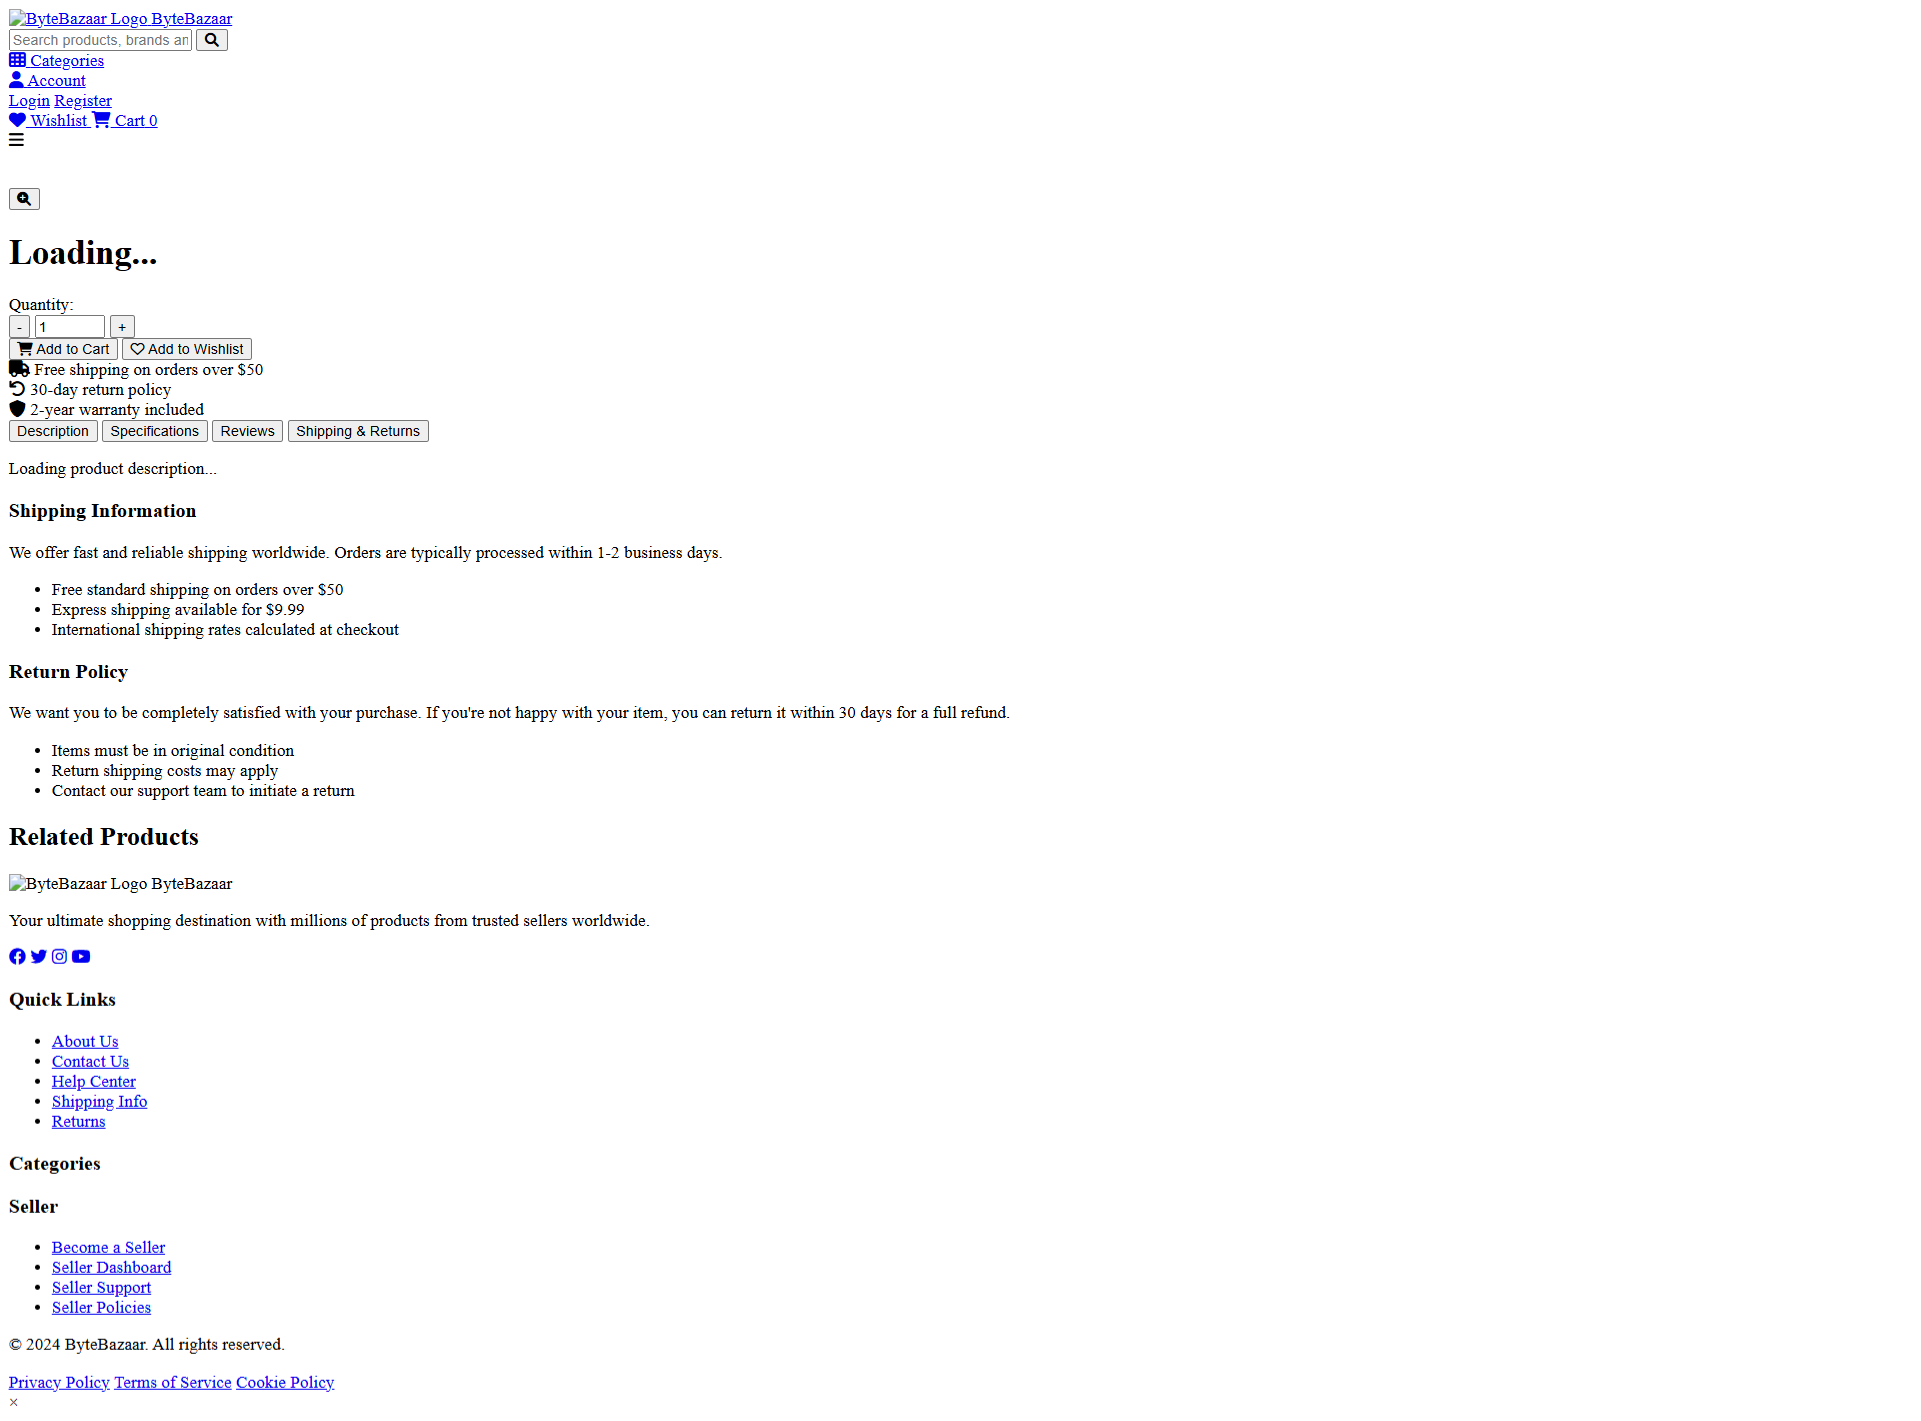 ByteBazaar Logo ByteBazaar
Search products, brands an
Categories
Account
Login Register
Wishlist Cart 0
Loading...
Quantity:
- 1 +
Add to Cart Add to Wishlist
Free shipping on orders over $50
30-day return policy
2-year warranty included
Description Specifications Reviews Shipping & Returns
Loading product description...
Shipping Information
We offer fast and reliable shipping worldwide. Orders are typically processed within 1-2 business days.
• Free standard shipping on orders over $50
• Express shipping available for $9.99
• International shipping rates calculated at checkout
Return Policy
We want you to be completely satisfied with your purchase. If you're not happy with your item, you can return it within 30 days for a full refund.
• Items must be in original condition
• Return shipping costs may apply
• Contact our support team to initiate a return
Related Products
ByteBazaar Logo ByteBazaar
Your ultimate shopping destination with millions of products from trusted sellers worldwide.
Quick Links
• About Us
• Contact Us
• Help Center
• Shipping Info
• Returns
Categories
Seller
• Become a Seller
• Seller Dashboard
• Seller Support
• Seller Policies
© 2024 ByteBazaar. All rights reserved.
Privacy Policy Terms of Service Cookie Policy
×